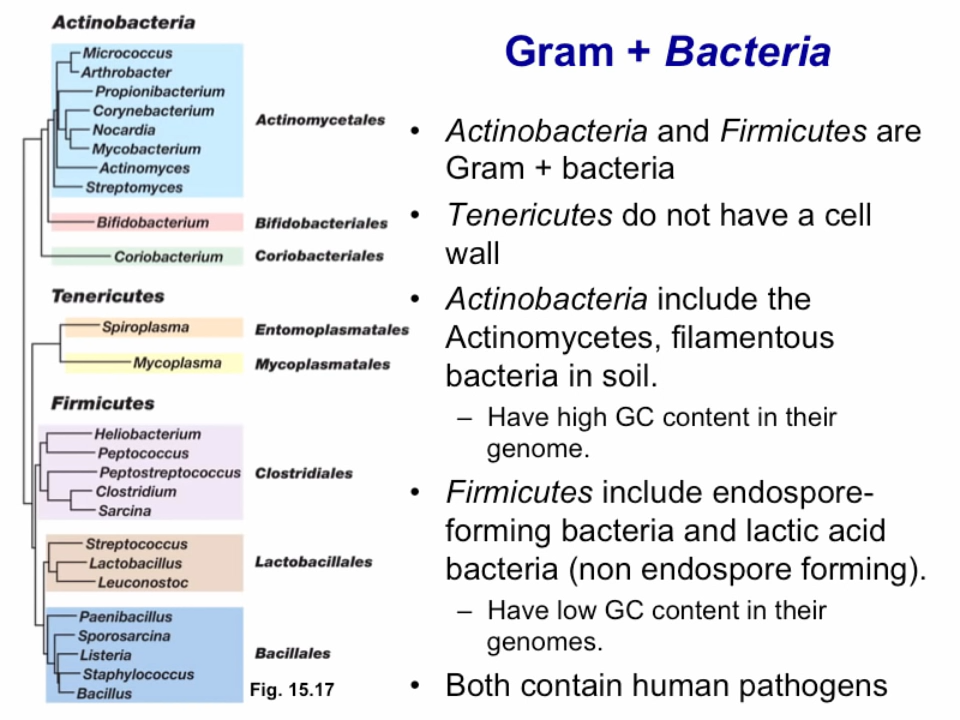 Actinobacteria
Micrococcus
Arthrobacter
Propionibacterium
Corynebacterium
Nocardia
Mycobacterium
Actinomyces
Streptomyces
Actinomycetales
Bifidobacterium
Bifidobacteriales
Coriobacterium
Coriobacteriales
Tenericutes
Spiroplasma
Entomoplasmatales
Mycoplasma
Mycoplasmatales
Firmicutes
Heliobacterium
Peptococcus
Peptostreptococcus
Clostridium
Sarcina
Clostridiales
Streptococcus
Lactobacillus
Leuconostoc
Lactobacillales
Paenibacillus
Sporosarcina
Listeria
Staphylococcus
Bacillus
Bacillales
Fig. 15.17
Gram + Bacteria
• Actinobacteria and Firmicutes are
Gram + bacteria
• Tenericutes do not have a cell
wall
• Actinobacteria include the
Actinomycetes, filamentous
bacteria in soil.
– Have high GC content in their
genome.
• Firmicutes include endospore-
forming bacteria and lactic acid
bacteria (non endospore forming).
– Have low GC content in their
genomes.
• Both contain human pathogens